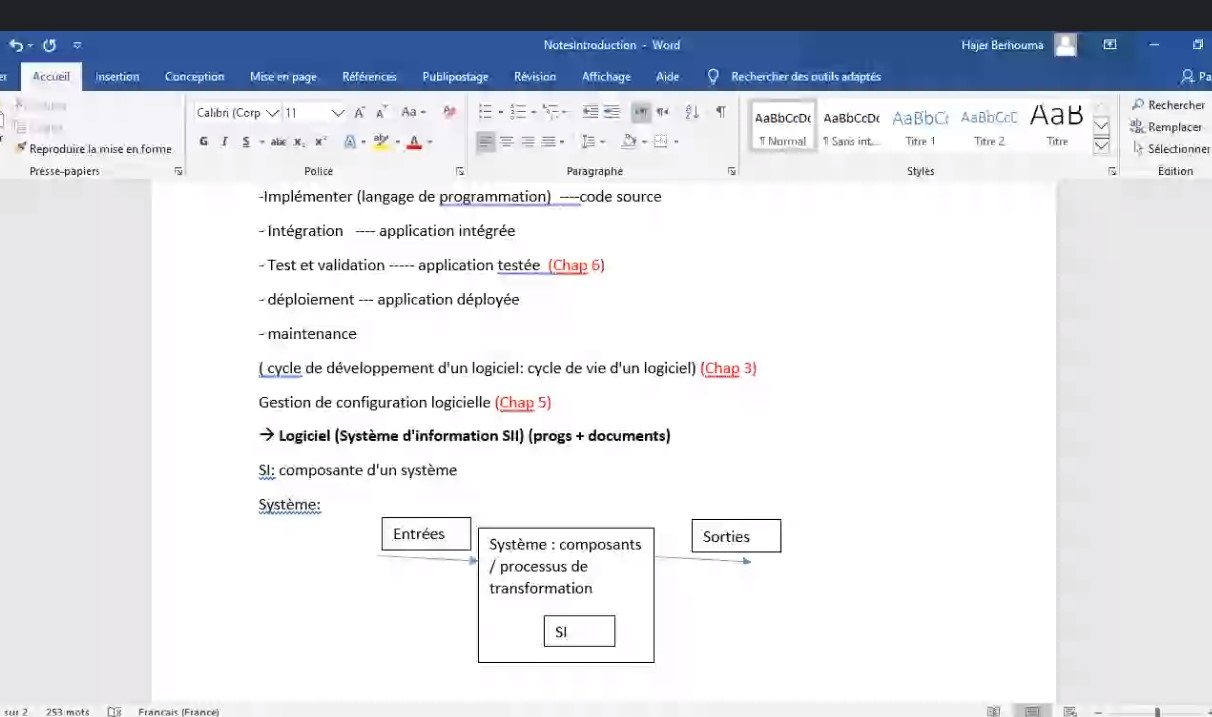 NotesIntroduction - Word
Hajer Berhouma
Accueil Insertion Conception Mise en page Références Publipostage Révision Affichage Aide Rechercher des outils adaptés
Calibri (Corp 11
Reproduire la mise en forme
G I S abc X₂ X²
Presse-papiers Police Paragraphe Styles Édition
AaBbCcDc AaBbCcDc AaBbCc AaBbCcC AaB
¶ Normal ¶ Sans int... Titre 1 Titre 2 Titre
Rechercher
Remplacer
Sélectionner
-Implémenter (langage de programmation) ----code source
- Intégration ---- application intégrée
- Test et validation ----- application testée (Chap 6)
- déploiement --- application déployée
- maintenance
( cycle de développement d'un logiciel: cycle de vie d'un logiciel) (Chap 3)
Gestion de configuration logicielle (Chap 5)
→ Logiciel (Système d'information SII) (progs + documents)
SI: composante d'un système
Système:
Entrées
Système : composants
/ processus de
transformation
SI
Sorties
sur 2 253 mots Français (France)